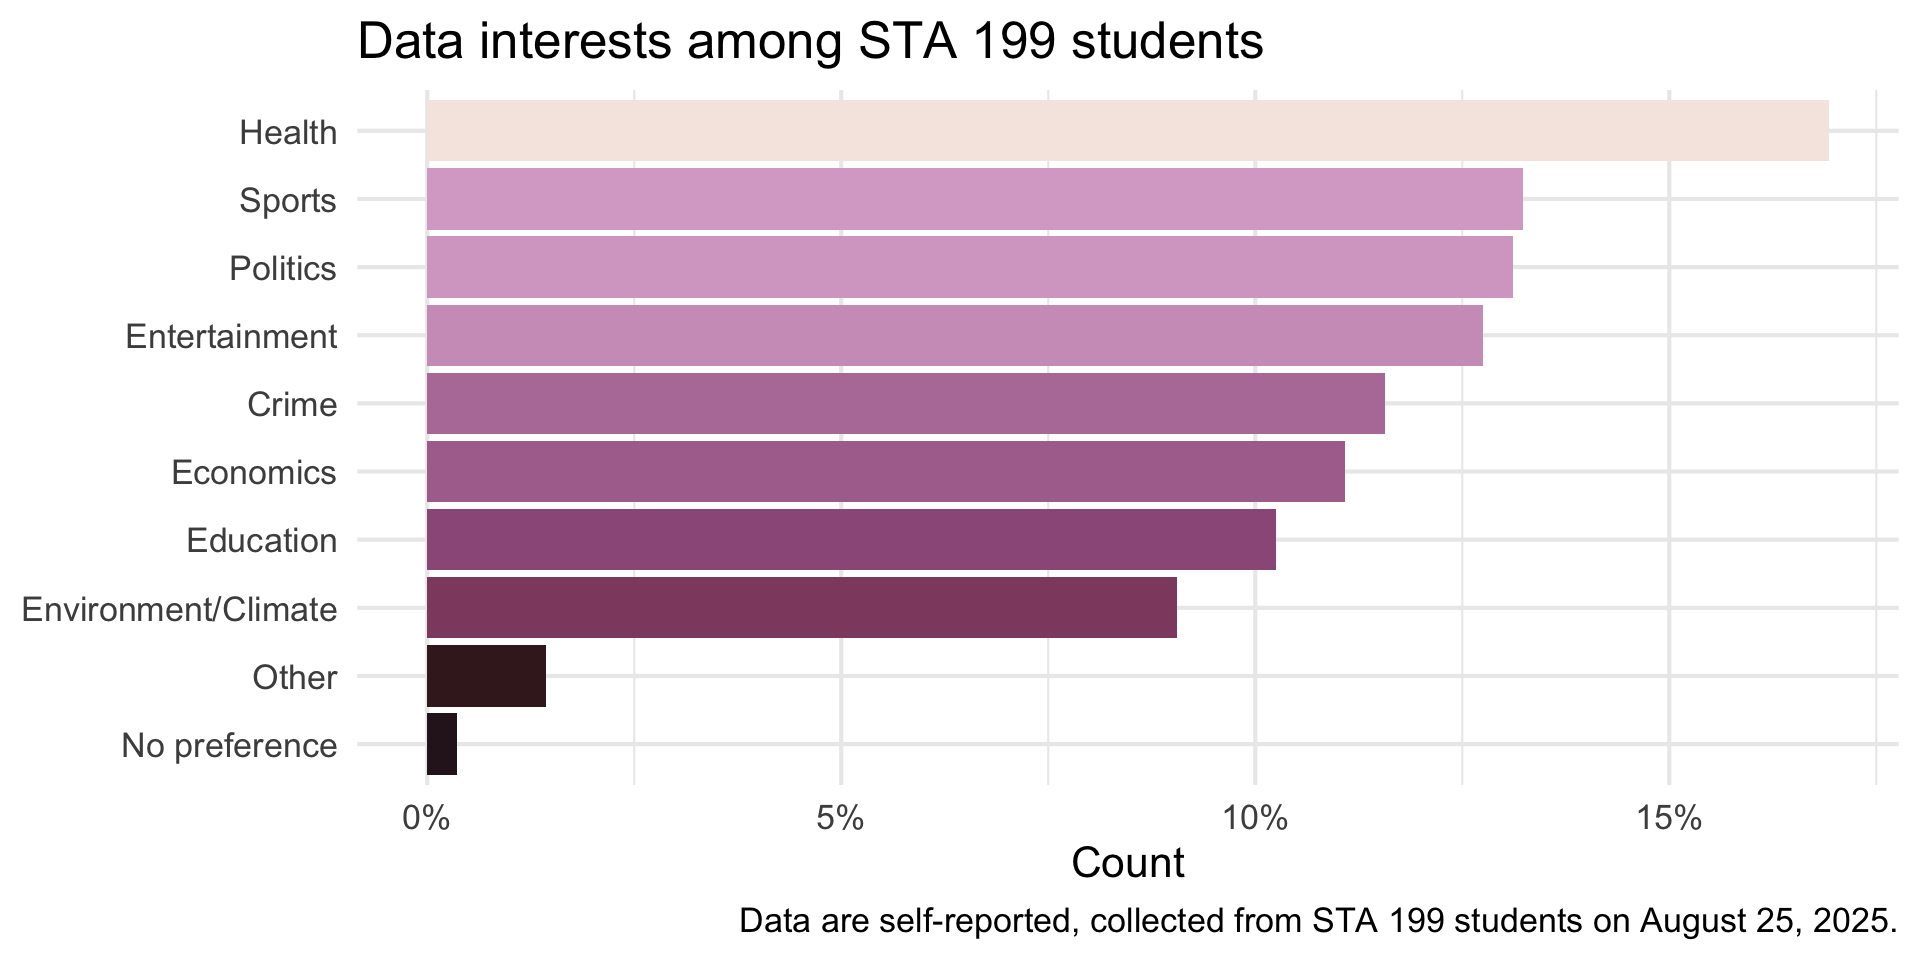 Data interests among STA 199 students
Health
Sports
Politics
Entertainment
Crime
Economics
Education
Environment/Climate
Other
No preference
0% 5% 10% 15%
Count
Data are self-reported, collected from STA 199 students on August 25, 2025.